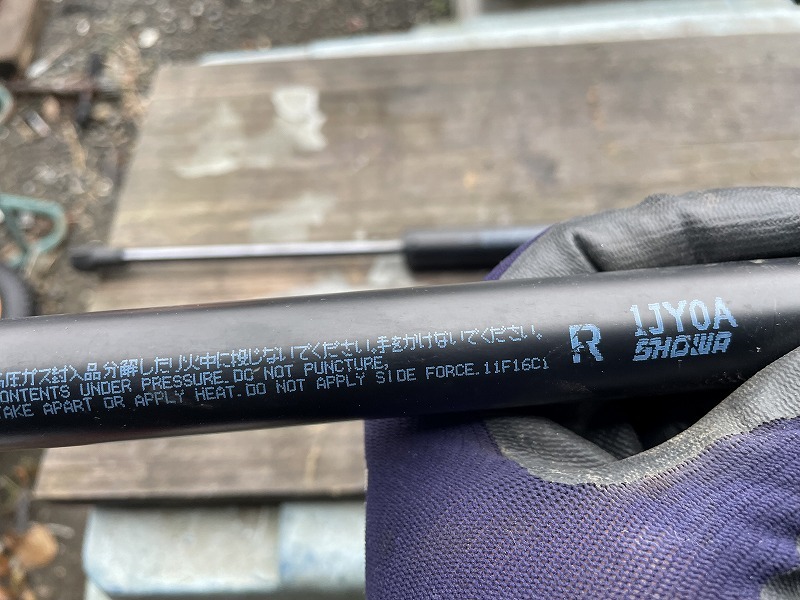 圧ガス封入品分解したり火中に投じないでください.手をかけないでください.
ONTENTS UNDER PRESSURE.DO NOT PUNCTURE,
TAKE APART OR APPLY HEAT.DO NOT APPLY SIDE FORCE.11F16C1
R
1JY0A
SHOWA